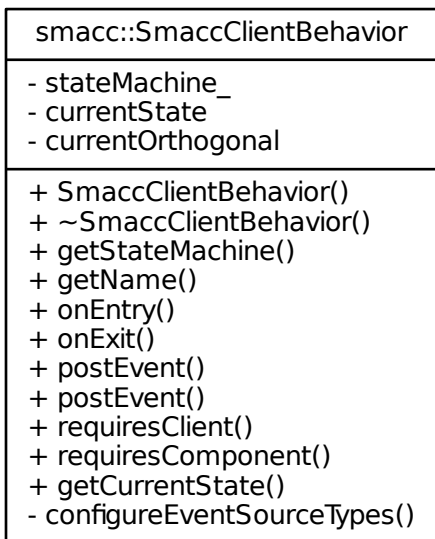 smacc::SmaccClientBehavior
- stateMachine_
- currentState
- currentOrthogonal
+ SmaccClientBehavior()
+ ~SmaccClientBehavior()
+ getStateMachine()
+ getName()
+ onEntry()
+ onExit()
+ postEvent()
+ postEvent()
+ requiresClient()
+ requiresComponent()
+ getCurrentState()
- configureEventSourceTypes()